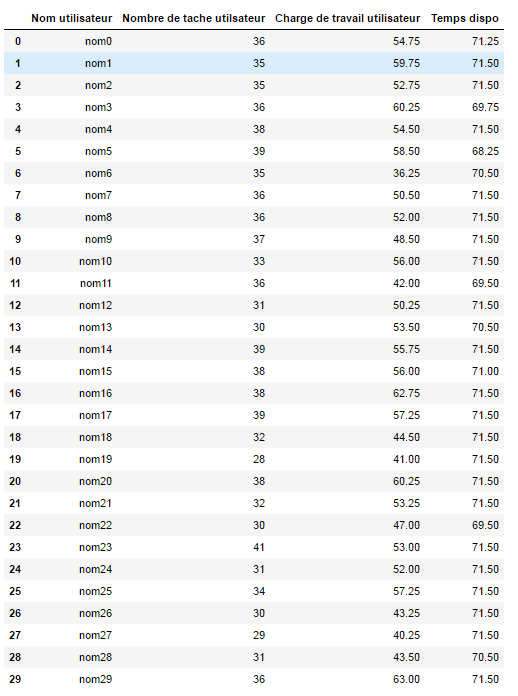 Nom utilisateur Nombre de tache utilsateur Charge de travail utilisateur Temps dispo
0 nom0 36 54.75 71.25
1 nom1 35 59.75 71.50
2 nom2 35 52.75 71.50
3 nom3 36 60.25 69.75
4 nom4 38 54.50 71.50
5 nom5 39 58.50 68.25
6 nom6 35 36.25 70.50
7 nom7 36 50.50 71.50
8 nom8 36 52.00 71.50
9 nom9 37 48.50 71.50
10 nom10 33 56.00 71.50
11 nom11 36 42.00 69.50
12 nom12 31 50.25 71.50
13 nom13 30 53.50 70.50
14 nom14 39 55.75 71.50
15 nom15 38 56.00 71.00
16 nom16 38 62.75 71.50
17 nom17 39 57.25 71.50
18 nom18 32 44.50 71.50
19 nom19 28 41.00 71.50
20 nom20 38 60.25 71.50
21 nom21 32 53.25 71.50
22 nom22 30 47.00 69.50
23 nom23 41 53.00 71.50
24 nom24 31 52.00 71.50
25 nom25 34 57.25 71.50
26 nom26 30 43.25 71.50
27 nom27 29 40.25 71.50
28 nom28 31 43.50 70.50
29 nom29 36 63.00 71.50